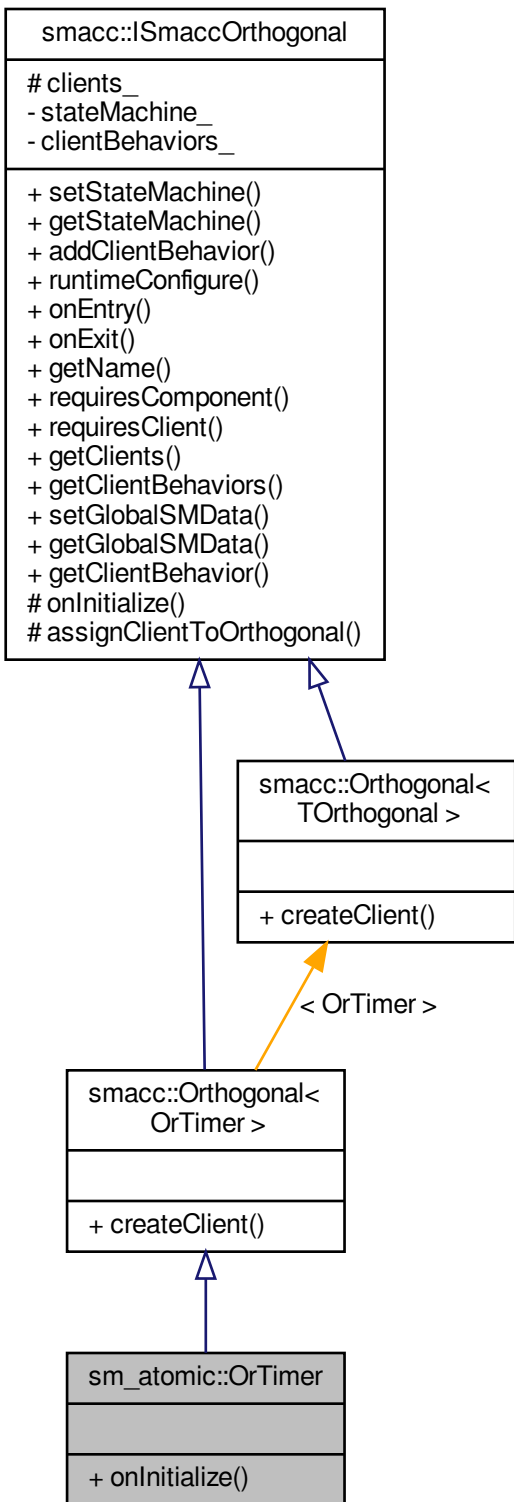 smacc::ISmaccOrthogonal
# clients_
- stateMachine_
- clientBehaviors_
+ setStateMachine()
+ getStateMachine()
+ addClientBehavior()
+ runtimeConfigure()
+ onEntry()
+ onExit()
+ getName()
+ requiresComponent()
+ requiresClient()
+ getClients()
+ getClientBehaviors()
+ setGlobalSMData()
+ getGlobalSMData()
+ getClientBehavior()
# onInitialize()
# assignClientToOrthogonal()
smacc::Orthogonal<
TOrthogonal >
+ createClient()
< OrTimer >
smacc::Orthogonal<
OrTimer >
+ createClient()
sm_atomic::OrTimer
+ onInitialize()